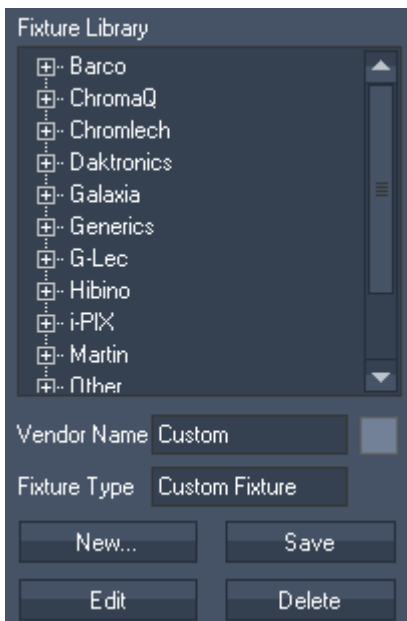 Fixture Library
Barco
ChromaQ
Chromlech
Daktronics
Galaxia
Generics
G-Lec
Hibino
i-PIX
Martin
Other
Vendor Name Custom
Fixture Type Custom Fixture
New... Save
Edit Delete